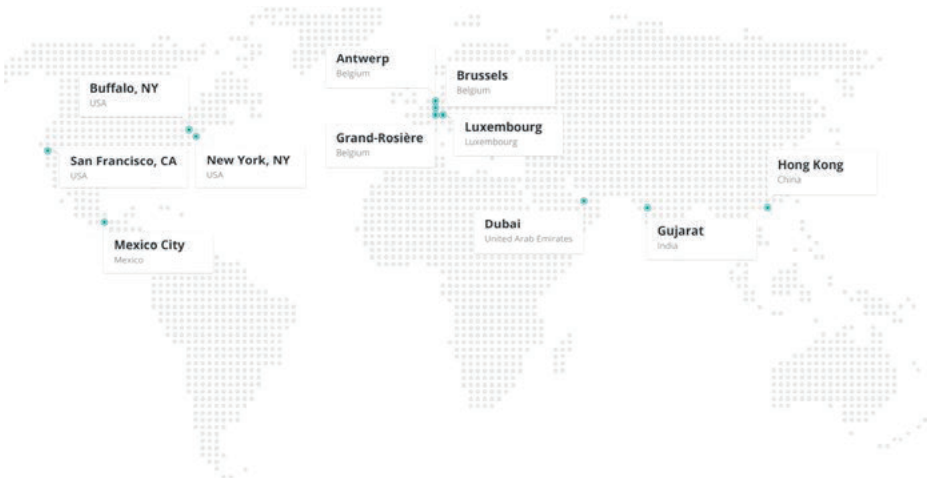 Antwerp
Belgium
Brussels
Belgium
Buffalo, NY
USA
Luxembourg
Luxembourg
Grand-Rosière
Belgium
San Francisco, CA
USA
New York, NY
USA
Hong Kong
China
Dubai
United Arab Emirates
Gujarat
India
Mexico City
Mexico